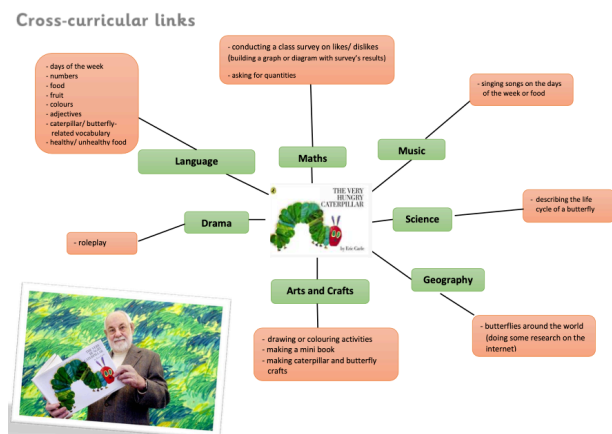 Cross-curricular links
- days of the week
- numbers
- food
- fruit
- colours
- adjectives
- caterpillar/ butterfly-
related vocabulary
- healthy/ unhealthy food
- conducting a class survey on likes/ dislikes
(building a graph or diagram with survey's results)
- asking for quantities
- singing songs on the days
of the week or food
Language
Maths
Music
THE VERY
HUNGRY
CATERPILLAR
by Eric Carle
Drama
- roleplay
Science
- describing the life
cycle of a butterfly
Arts and Crafts
Geography
- drawing or colouring activities
- making a mini book
- making caterpillar and butterfly
crafts
- butterflies around the world
(doing some research on the
internet)